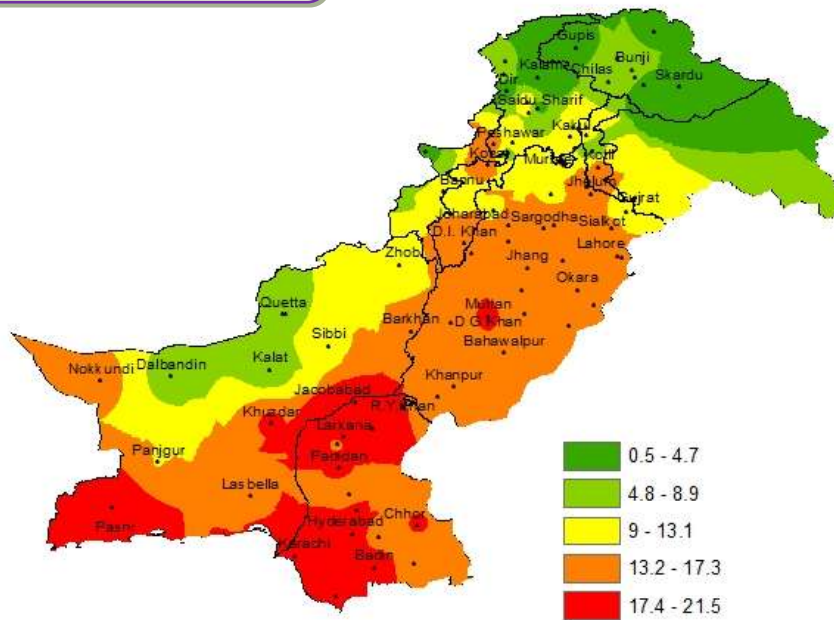 Gupis
Kalam
Bunji
Chilas
Skardu
Dir
Saidu Sharif
Kakul
Peshawar
Murree
Kotli
Bannu
Jhelum
Gujrat
Joharabad
Sargodha
Sialkot
D.I. Khan
Lahore
Zhob
Jhang
Okara
Quetta
Multan
Barkhan
D G Khan
Sibbi
Bahawalpur
Kalat
Nokkundi
Dalbandin
Khanpur
Jacobabad
R.Y.Khan
Khuzdar
Larkana
Padidan
Panjgur
Lasbella
Chhor
Pasni
Hyderabad
Karachi
Badin
0.5 - 4.7
4.8 - 8.9
9 - 13.1
13.2 - 17.3
17.4 - 21.5